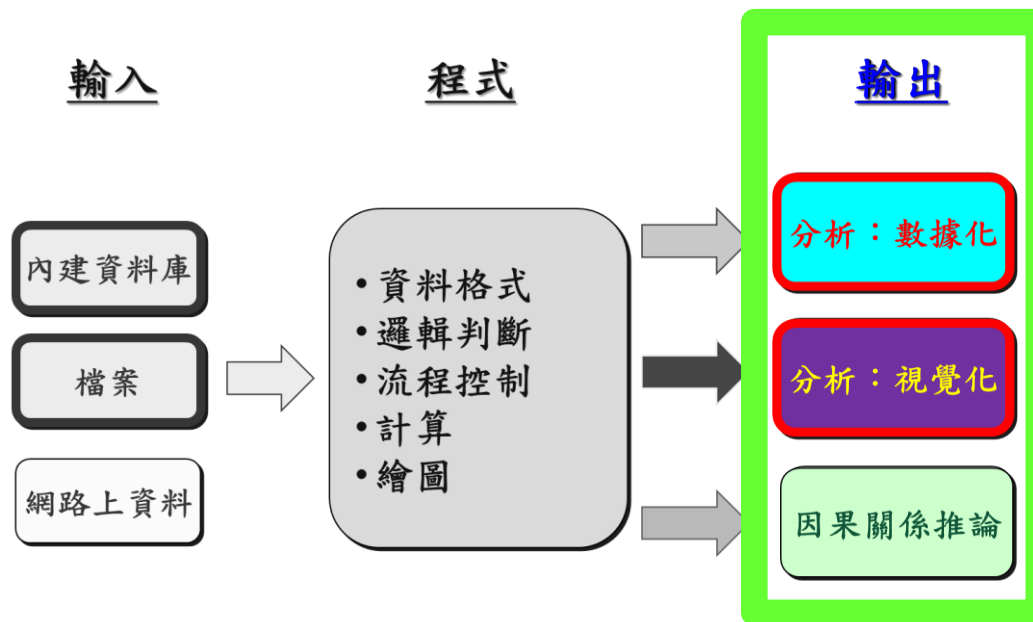 輸入
程式
輸出
內建資料庫
檔案
網路上資料
•資料格式
•邏輯判斷
•流程控制
•計算
•繪圖
分析：數據化
分析：視覺化
因果關係推論